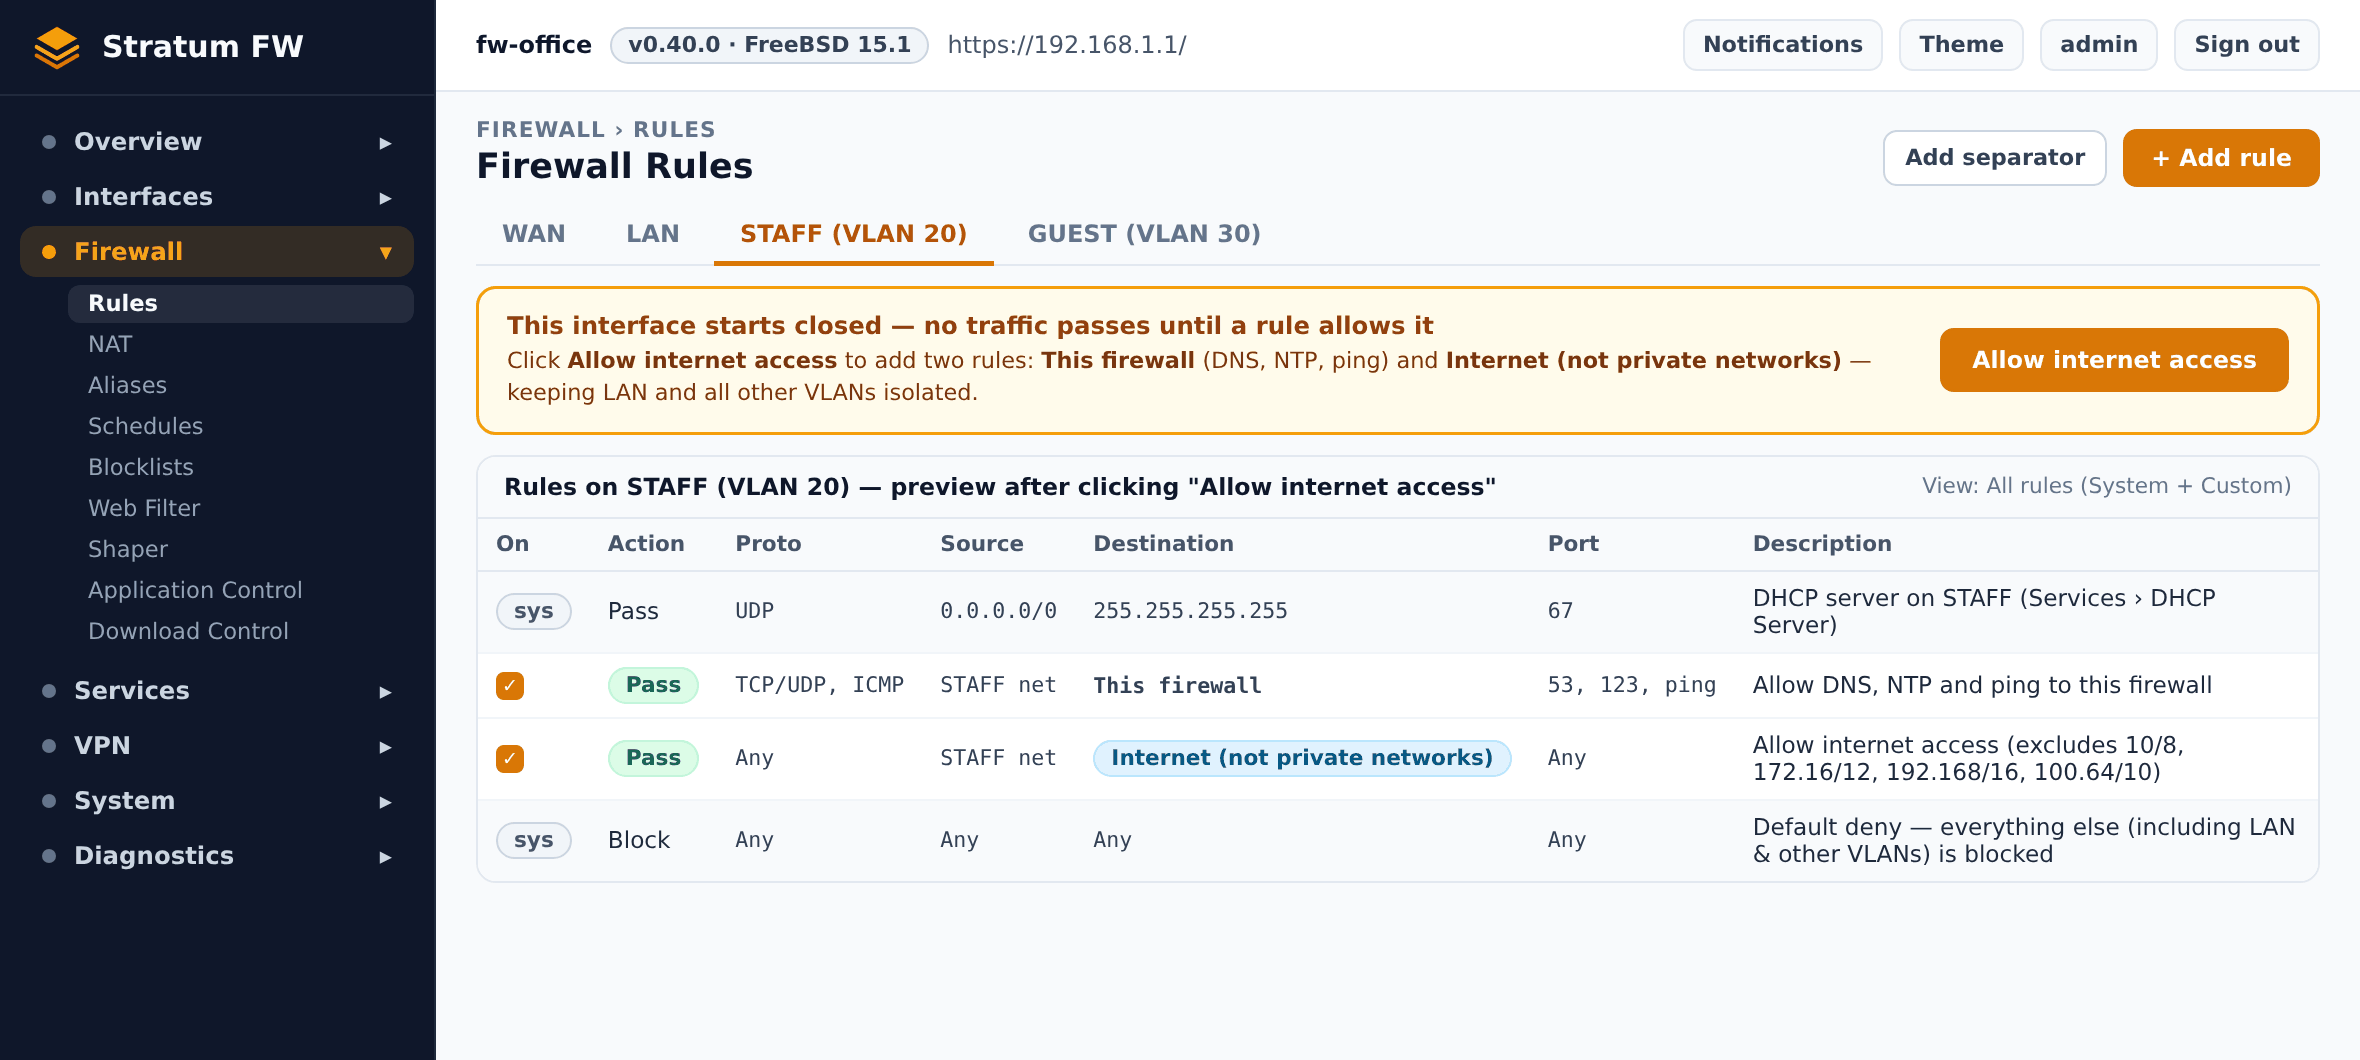 Stratum FW
Overview
Interfaces
Firewall
Rules
NAT
Aliases
Schedules
Blocklists
Web Filter
Shaper
Application Control
Download Control
Services
VPN
System
Diagnostics
fw-office v0.40.0 · FreeBSD 15.1 https://192.168.1.1/ Notifications Theme admin Sign out
FIREWALL › RULES
Firewall Rules
Add separator + Add rule
WAN LAN STAFF (VLAN 20) GUEST (VLAN 30)
This interface starts closed — no traffic passes until a rule allows it
Click Allow internet access to add two rules: This firewall (DNS, NTP, ping) and Internet (not private networks) —
keeping LAN and all other VLANs isolated.
Allow internet access
Rules on STAFF (VLAN 20) — preview after clicking "Allow internet access" View: All rules (System + Custom)
On Action Proto Source Destination Port Description
sys Pass UDP 0.0.0.0/0 255.255.255.255 67 DHCP server on STAFF (Services › DHCP
Server)
✓ Pass TCP/UDP, ICMP STAFF net This firewall 53, 123, ping Allow DNS, NTP and ping to this firewall
✓ Pass Any STAFF net Internet (not private networks) Any Allow internet access (excludes 10/8,
172.16/12, 192.168/16, 100.64/10)
sys Block Any Any Any Any Default deny — everything else (including LAN
& other VLANs) is blocked